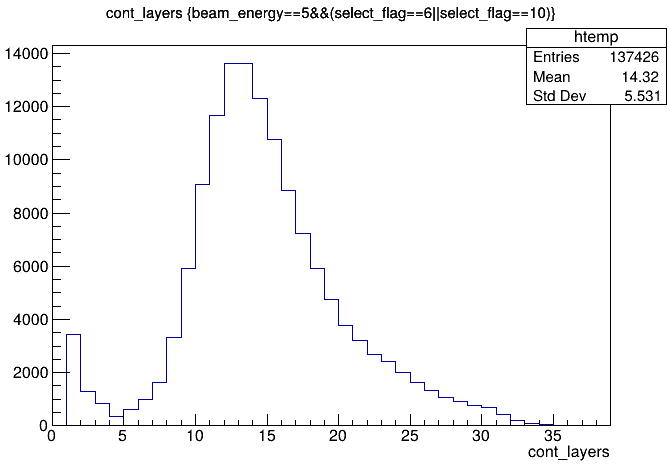 cont_layers {beam_energy==5&&(select_flag==6||select_flag==10)}
htemp
Entries 137426
Mean 14.32
Std Dev 5.531
14000
12000
10000
8000
6000
4000
2000
0
0 5 10 15 20 25 30 35
cont_layers